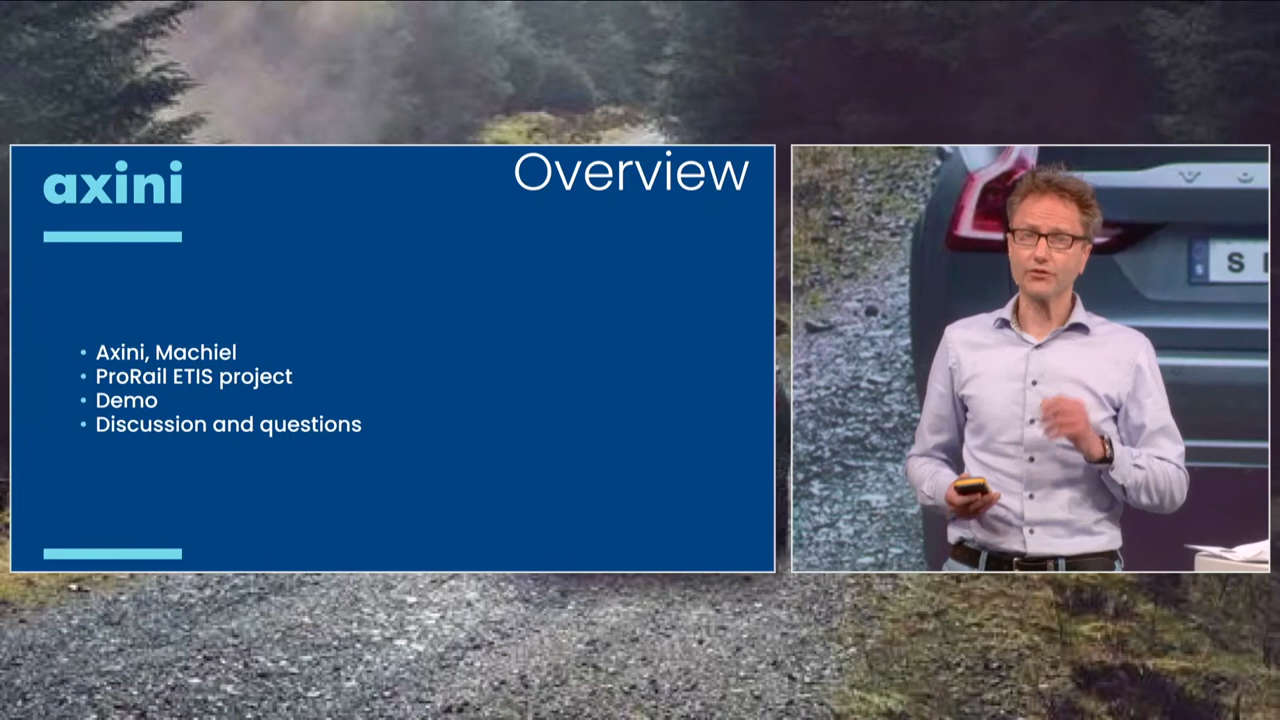 axini
Overview
• Axini, Machiel
• ProRail ETIS project
• Demo
• Discussion and questions
S